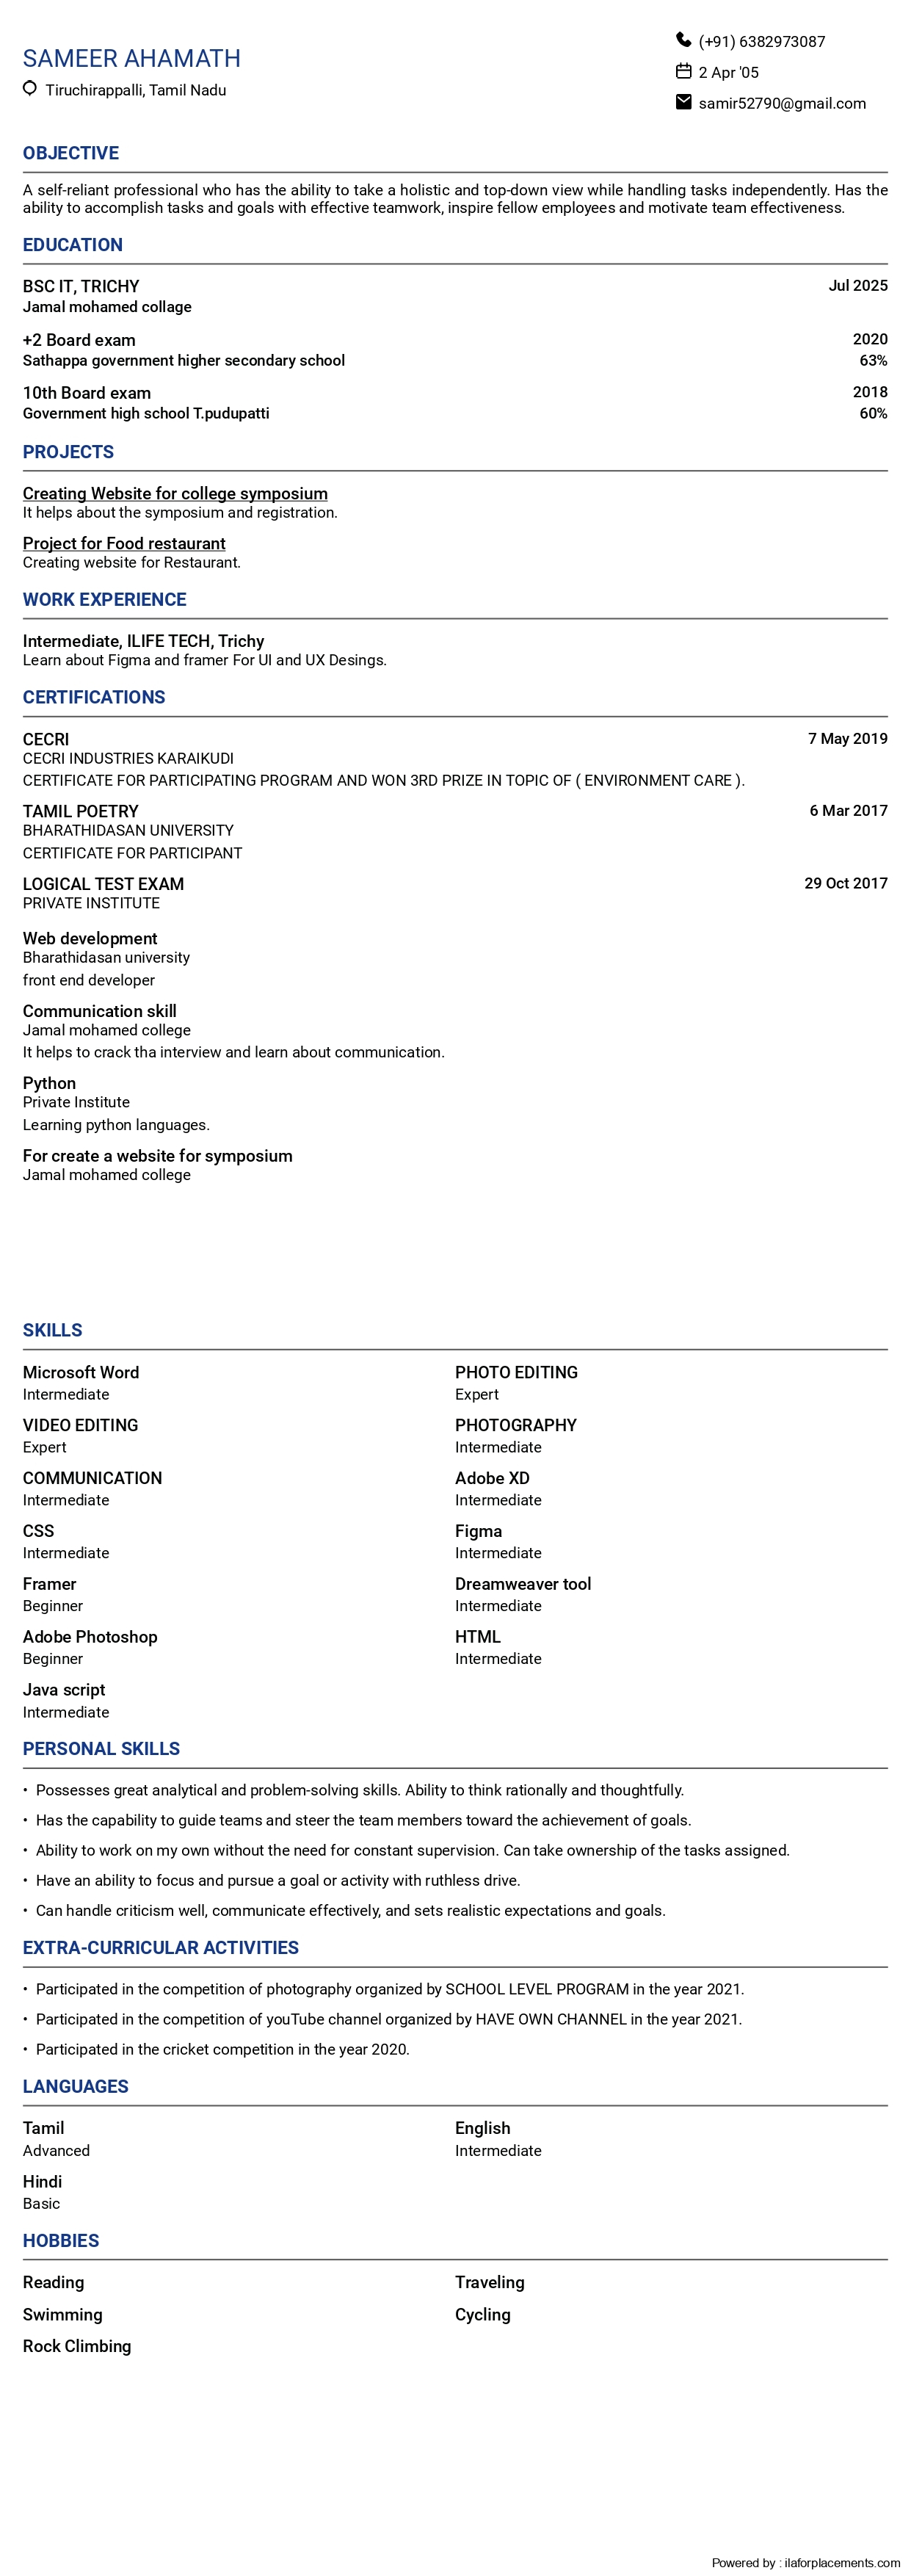 SAMEER AHAMATH
Tiruchirappalli, Tamil Nadu
(+91) 6382973087
2 Apr '05
samir52790@gmail.com
OBJECTIVE
A self-reliant professional who has the ability to take a holistic and top-down view while handling tasks independently. Has the
ability to accomplish tasks and goals with effective teamwork, inspire fellow employees and motivate team effectiveness.
EDUCATION
BSC IT, TRICHY Jul 2025
Jamal mohamed collage
+2 Board exam 2020
Sathappa government higher secondary school 63%
10th Board exam 2018
Government high school T.pudupatti 60%
PROJECTS
Creating Website for college symposium
It helps about the symposium and registration.
Project for Food restaurant
Creating website for Restaurant.
WORK EXPERIENCE
Intermediate, ILIFE TECH, Trichy
Learn about Figma and framer For UI and UX Desings.
CERTIFICATIONS
CECRI 7 May 2019
CECRI INDUSTRIES KARAIKUDI
CERTIFICATE FOR PARTICIPATING PROGRAM AND WON 3RD PRIZE IN TOPIC OF ( ENVIRONMENT CARE ).
TAMIL POETRY 6 Mar 2017
BHARATHIDASAN UNIVERSITY
CERTIFICATE FOR PARTICIPANT
LOGICAL TEST EXAM 29 Oct 2017
PRIVATE INSTITUTE
Web development
Bharathidasan university
front end developer
Communication skill
Jamal mohamed college
It helps to crack tha interview and learn about communication.
Python
Private Institute
Learning python languages.
For create a website for symposium
Jamal mohamed college
SKILLS
Microsoft Word PHOTO EDITING
Intermediate Expert
VIDEO EDITING PHOTOGRAPHY
Expert Intermediate
COMMUNICATION Adobe XD
Intermediate Intermediate
CSS Figma
Intermediate Intermediate
Framer Dreamweaver tool
Beginner Intermediate
Adobe Photoshop HTML
Beginner Intermediate
Java script
Intermediate
PERSONAL SKILLS
• Possesses great analytical and problem-solving skills. Ability to think rationally and thoughtfully.
• Has the capability to guide teams and steer the team members toward the achievement of goals.
• Ability to work on my own without the need for constant supervision. Can take ownership of the tasks assigned.
• Have an ability to focus and pursue a goal or activity with ruthless drive.
• Can handle criticism well, communicate effectively, and sets realistic expectations and goals.
EXTRA-CURRICULAR ACTIVITIES
• Participated in the competition of photography organized by SCHOOL LEVEL PROGRAM in the year 2021.
• Participated in the competition of youTube channel organized by HAVE OWN CHANNEL in the year 2021.
• Participated in the cricket competition in the year 2020.
LANGUAGES
Tamil English
Advanced Intermediate
Hindi
Basic
HOBBIES
Reading Traveling
Swimming Cycling
Rock Climbing
Powered by : ilaforplacements.com